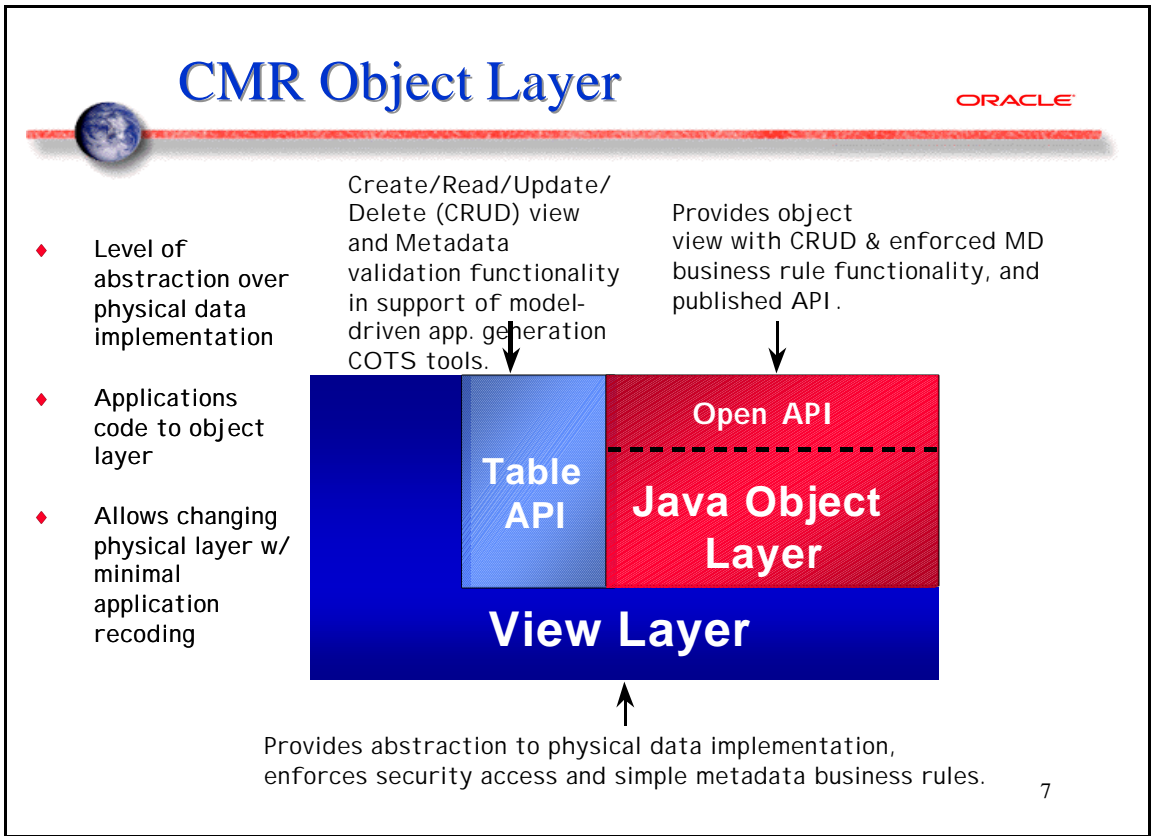 CMR Object Layer
ORACLE
♦ Level of
abstraction over
physical data
implementation
♦ Applications
code to object
layer
♦ Allows changing
physical layer w/
minimal
application
recoding
Create/Read/Update/
Delete (CRUD) view
and Metadata
validation functionality
in support of model-
driven app. generation
COTS tools.
Provides object
view with CRUD & enforced MD
business rule functionality, and
published API.
Table
API
Open API
Java Object
Layer
View Layer
Provides abstraction to physical data implementation,
enforces security access and simple metadata business rules.
7